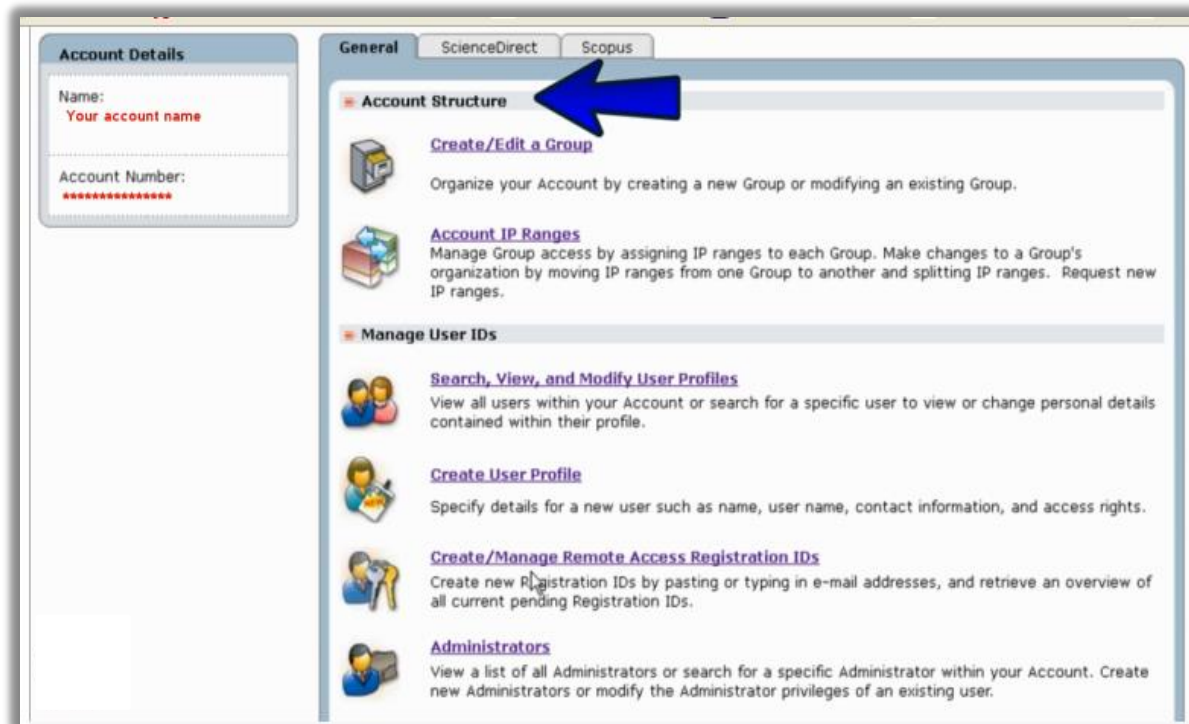 Account Details
Name:
Your account name
Account Number:
***************
General
ScienceDirect
Scopus
Account Structure
Create/Edit a Group
Organize your Account by creating a new Group or modifying an existing Group.
Account IP Ranges
Manage Group access by assigning IP ranges to each Group. Make changes to a Group's
organization by moving IP ranges from one Group to another and splitting IP ranges. Request new
IP ranges.
Manage User IDs
Search, View, and Modify User Profiles
View all users within your Account or search for a specific user to view or change personal details
contained within their profile.
Create User Profile
Specify details for a new user such as name, user name, contact information, and access rights.
Create/Manage Remote Access Registration IDs
Create new Registration IDs by pasting or typing in e-mail addresses, and retrieve an overview of
all current pending Registration IDs.
Administrators
View a list of all Administrators or search for a specific Administrator within your Account. Create
new Administrators or modify the Administrator privileges of an existing user.